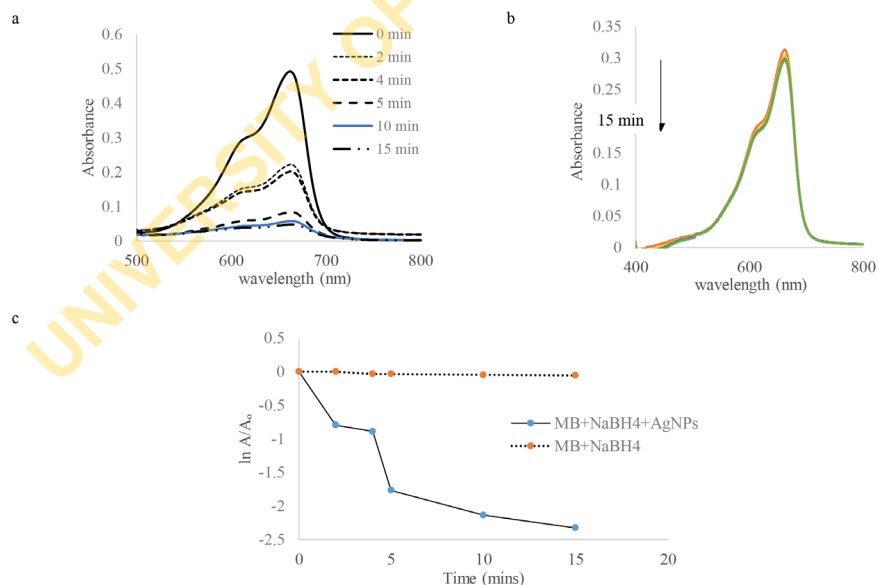 a
0.6
0.5
0.4
0.3
0.2
0.1
0
Absorbance
500
600
700
800
wavelength (nm)
0 min
2 min
4 min
5 min
10 min
15 min
b
0.35
0.3
0.25
15 min
0.15
0.1
0.05
0
Absorbance
400
600
800
wavelength (nm)
c
0.5
0
-0.5
-1
-1.5
-2
-2.5
ln A/Aₒ
0
5
10
15
20
Time (mins)
MB+NaBH4+AgNPs
MB+NaBH4
UNIVERSITY OF